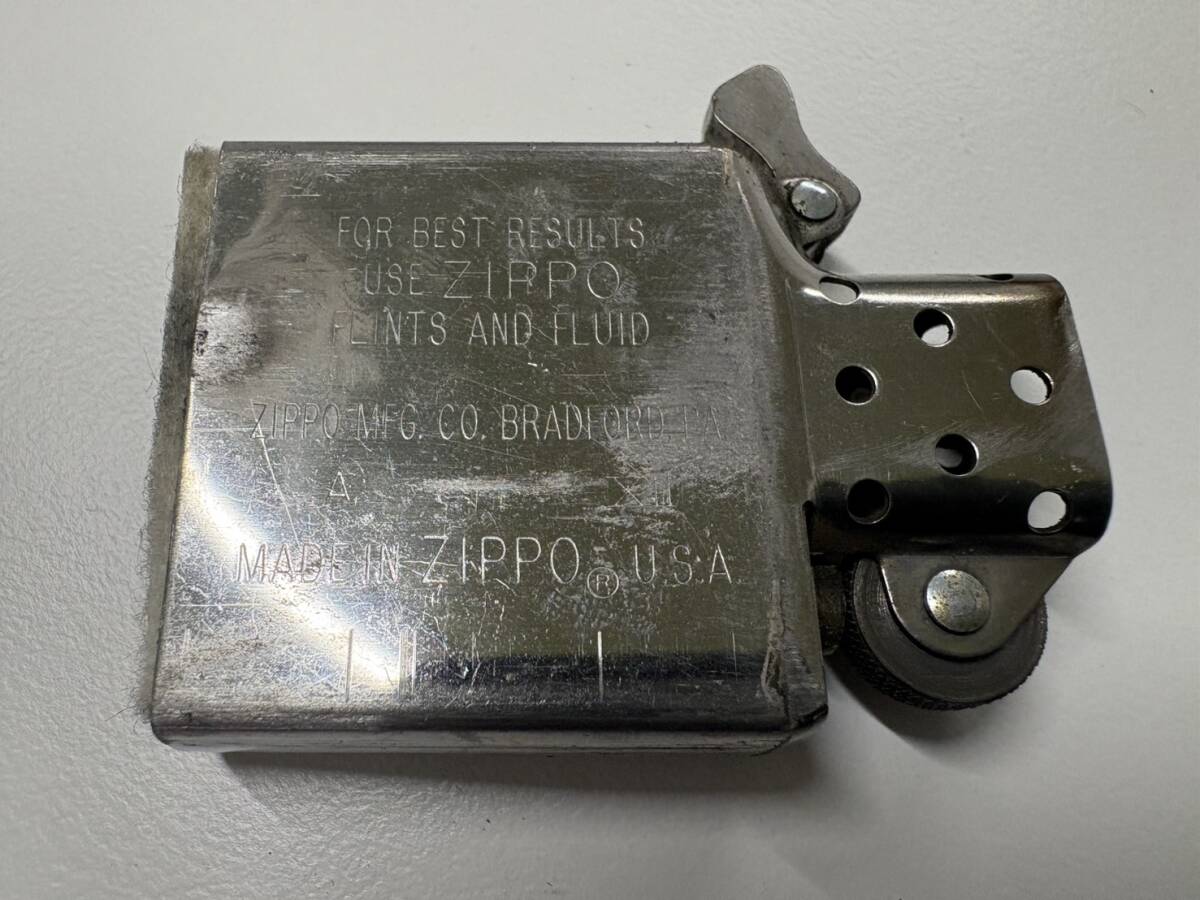 FOR BEST RESULTS
USE ZIPPO
FLINTS AND FLUID
ZIPPO MFG. CO. BRADFORD, PA
A XII
MADE IN ZIPPO ® U.S.A.